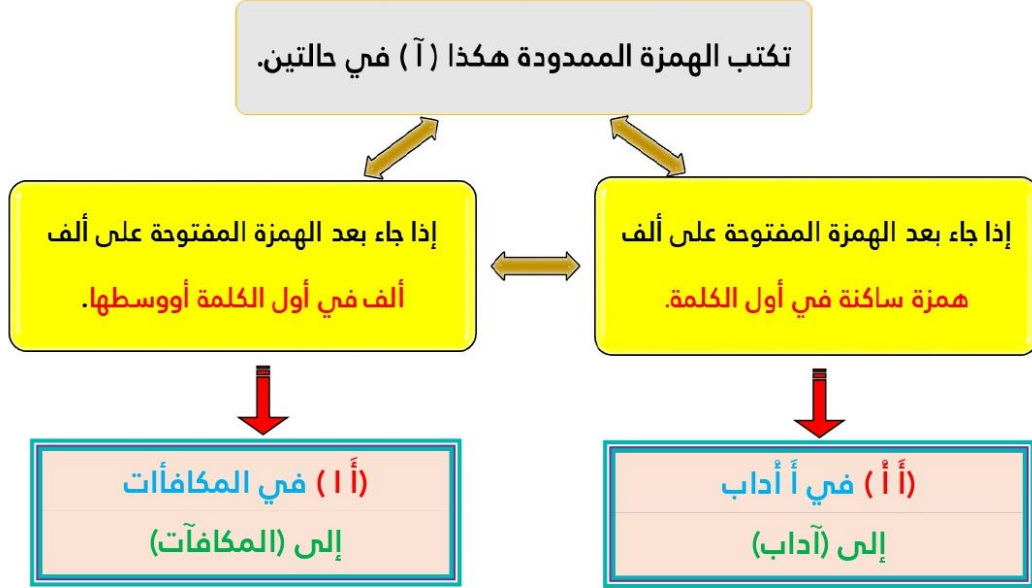 تكتب الهمزة الممدودة هكذا ( آ ) في حالتين.
إذا جاء بعد الهمزة المفتوحة على ألف
همزة ساكنة في أول الكلمة.
إذا جاء بعد الهمزة المفتوحة على ألف
ألف في أول الكلمة أووسطها.
(أَ أْ ) في أَ أْداب
إلى (آداب)
(أَ ا ) في المكافأات
إلى (المكافآت)